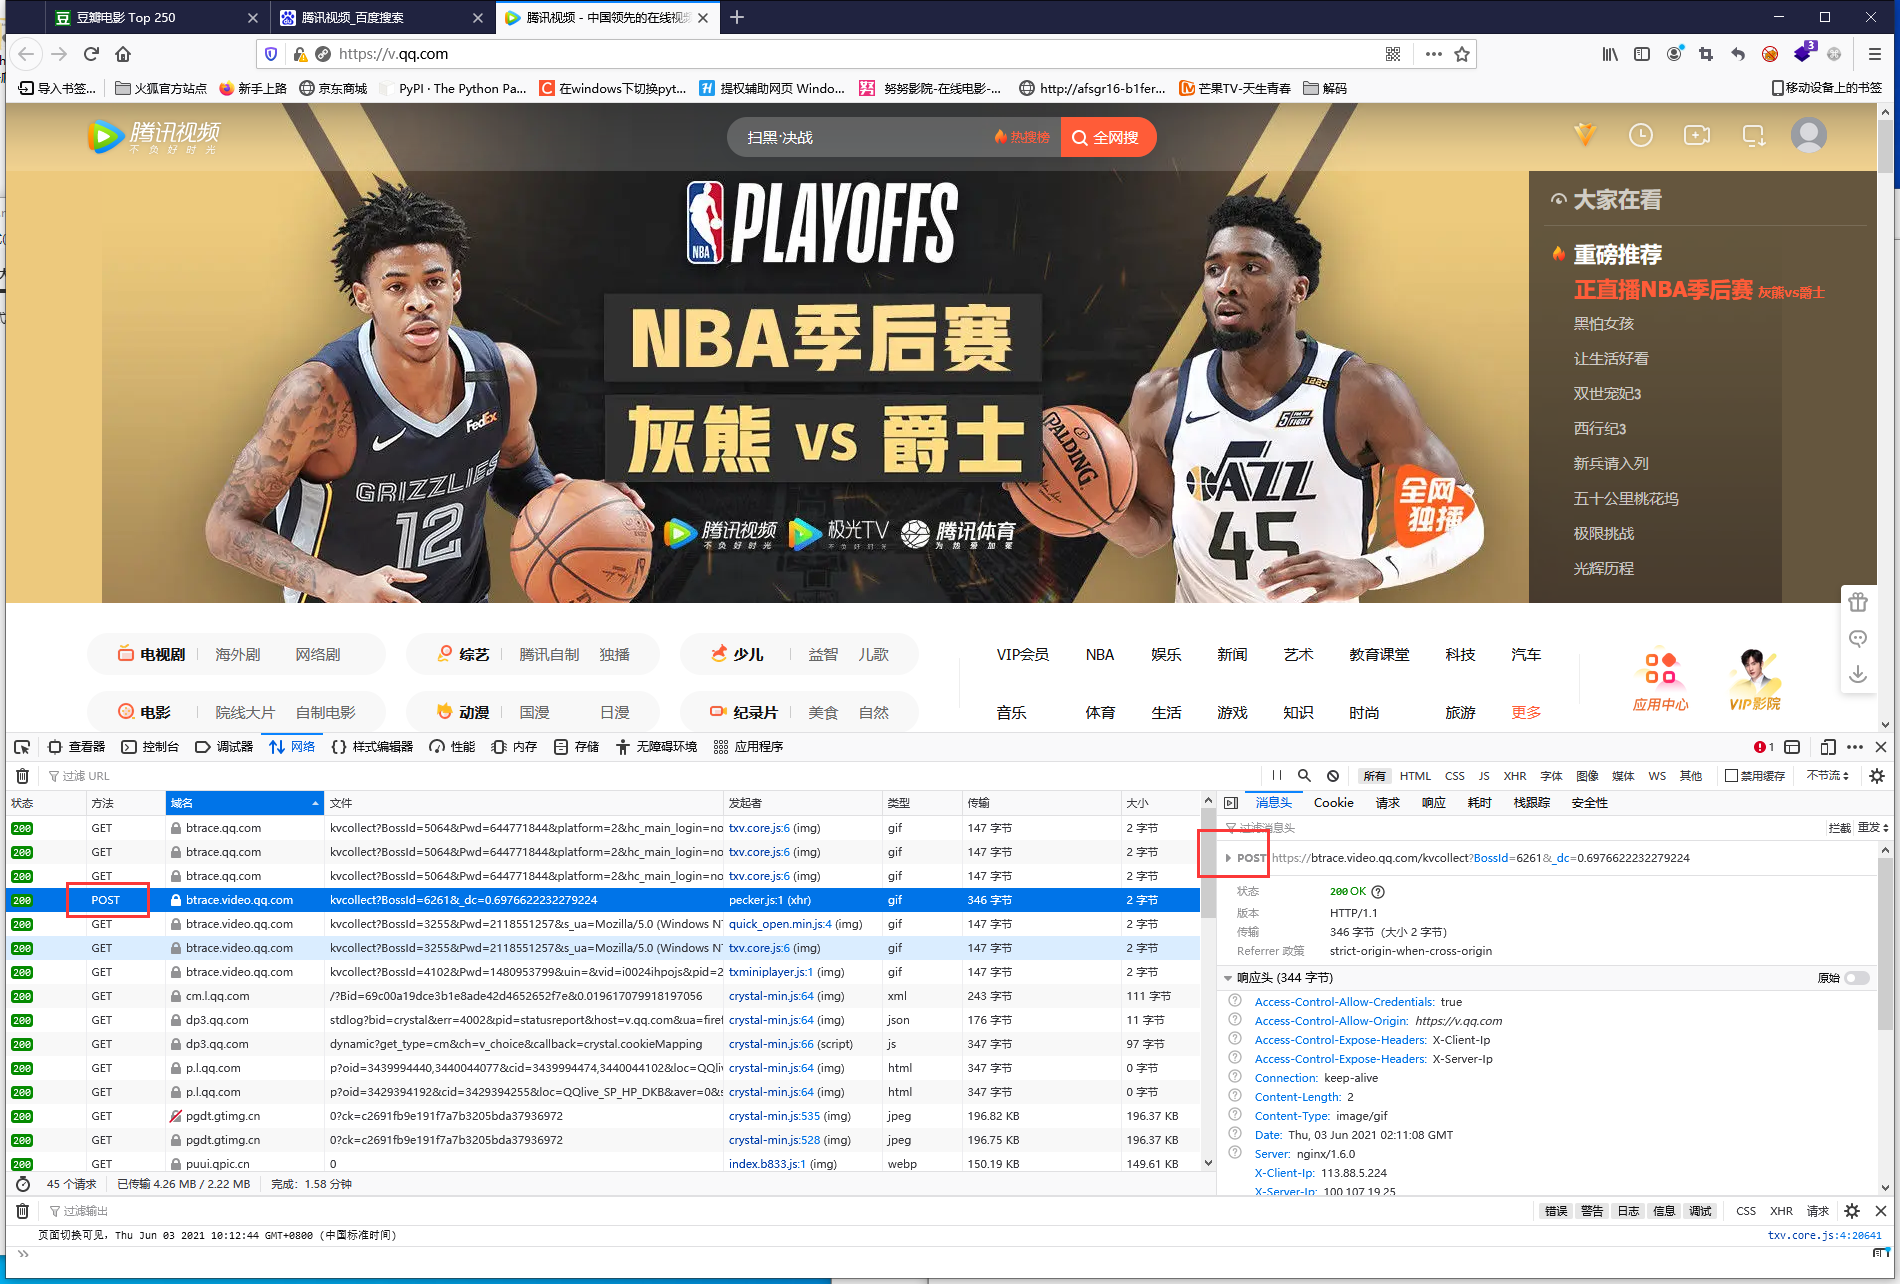 豆瓣电影 Top 250
腾讯视频_百度搜索
腾讯视频 - 中国领先的在线视频
https://v.qq.com
3
导入书签...
火狐官方站点
新手上路
京东商城
PyPI · The Python Pa...
在windows下切换pyt...
提权辅助网页 Windo...
努努影院-在线电影-...
http://afsgr16-b1fer...
芒果TV-天生青春
解码
移动设备上的书签
腾讯视频
不负好时光
扫黑·决战
热搜榜
全网搜
NBA
PLAYOFFS
NBA季后赛
灰熊 vs 爵士
腾讯视频
不负好时光
极光TV
不负好时光
腾讯体育
为热爱加冕
FedEx
GRIZZLIES
12
SPALDING
1223
5 FOR THE FIGHT
JAZZ
45
全网
独播
大家在看
重磅推荐
正直播NBA季后赛 灰熊vs爵士
黑怕女孩
让生活好看
双世宠妃3
西行纪3
新兵请入列
五十公里桃花坞
极限挑战
光辉历程
电视剧 海外剧 网络剧
综艺 腾讯自制 独播
少儿 益智 儿歌
VIP会员 NBA 娱乐 新闻 艺术 教育课堂 科技 汽车
电影 院线大片 自制电影
动漫 国漫 日漫
纪录片 美食 自然
音乐 体育 生活 游戏 知识 时尚 旅游 更多
应用中心
VIP影院
查看器 控制台 调试器 网络 样式编辑器 性能 内存 存储 无障碍环境 应用程序
1
过滤 URL
所有 HTML CSS JS XHR 字体 图像 媒体 WS 其他 禁用缓存 不节流
状态 方法 域名 文件 发起者 类型 传输 大小
200 GET btrace.qq.com kvcollect?BossId=5064&Pwd=644771844&platform=2&hc_main_login=no txv.core.js:6 (img) gif 147 字节 2 字节
200 GET btrace.qq.com kvcollect?BossId=5064&Pwd=644771844&platform=2&hc_main_login=no txv.core.js:6 (img) gif 147 字节 2 字节
200 GET btrace.qq.com kvcollect?BossId=5064&Pwd=644771844&platform=2&hc_main_login=no txv.core.js:6 (img) gif 147 字节 2 字节
200 POST btrace.video.qq.com kvcollect?BossId=6261&_dc=0.6976622232279224 pecker.js:1 (xhr) gif 346 字节 2 字节
200 GET btrace.video.qq.com kvcollect?BossId=3255&Pwd=2118551257&s_ua=Mozilla/5.0 (Windows NT quick_open.min.js:4 (img) gif 147 字节 2 字节
200 GET btrace.video.qq.com kvcollect?BossId=3255&Pwd=2118551257&s_ua=Mozilla/5.0 (Windows NT txv.core.js:6 (img) gif 147 字节 2 字节
200 GET btrace.video.qq.com kvcollect?BossId=4102&Pwd=1480953799&uin=&vid=i0024ihpojs&pid=2 txminiplayer.js:1 (img) gif 147 字节 2 字节
200 GET cm.l.qq.com /?Bid=69c00a19dce3b1e8ade42d4652652f7e&0.019617079918197056 crystal-min.js:64 (img) xml 243 字节 111 字节
200 GET dp3.qq.com stdlog?bid=crystal&err=4002&pid=statusreport&host=v.qq.com&ua=firef crystal-min.js:64 (img) json 176 字节 11 字节
200 GET dp3.qq.com dynamic?get_type=cm&ch=v_choice&callback=crystal.cookieMapping crystal-min.js:66 (script) js 347 字节 97 字节
200 GET p.l.qq.com p?oid=3439994440,3440044077&cid=3439994474,3440044102&loc=QQliv crystal-min.js:64 (img) html 347 字节 0 字节
200 GET p.l.qq.com p?oid=3429394192&cid=3429394255&loc=QQlive_SP_HP_DKB&aver=0&s crystal-min.js:64 (img) html 347 字节 0 字节
200 GET pgdt.gtimg.cn 0?ck=c2691fb9e191f7a7b3205bda37936972 crystal-min.js:535 (img) jpeg 196.82 KB 196.37 KB
200 GET pgdt.gtimg.cn 0?ck=c2691fb9e191f7a7b3205bda37936972 crystal-min.js:528 (img) jpeg 196.75 KB 196.37 KB
200 GET puui.qpic.cn 0 index.b833.js:1 (img) webp 150.19 KB 149.61 KB
45 个请求 已传输 4.26 MB / 2.22 MB 完成：1.58 分钟
消息头 Cookie 请求 响应 耗时 栈跟踪 安全性
过滤消息头
拦截 重发
POST https://btrace.video.qq.com/kvcollect?BossId=6261&_dc=0.6976622232279224
状态 200 OK
版本 HTTP/1.1
传输 346 字节 (大小 2 字节)
Referrer 政策 strict-origin-when-cross-origin
响应头 (344 字节)
原始
Access-Control-Allow-Credentials: true
Access-Control-Allow-Origin: https://v.qq.com
Access-Control-Expose-Headers: X-Client-Ip
Access-Control-Expose-Headers: X-Server-Ip
Connection: keep-alive
Content-Length: 2
Content-Type: image/gif
Date: Thu, 03 Jun 2021 02:11:08 GMT
Server: nginx/1.6.0
X-Client-Ip: 113.88.5.224
X-Server-Ip: 100.107.19.25
过滤输出
错误 警告 日志 信息 调试 CSS XHR 请求
页面切换可见, Thu Jun 03 2021 10:12:44 GMT+0800 (中国标准时间)
txv.core.js:4:20641